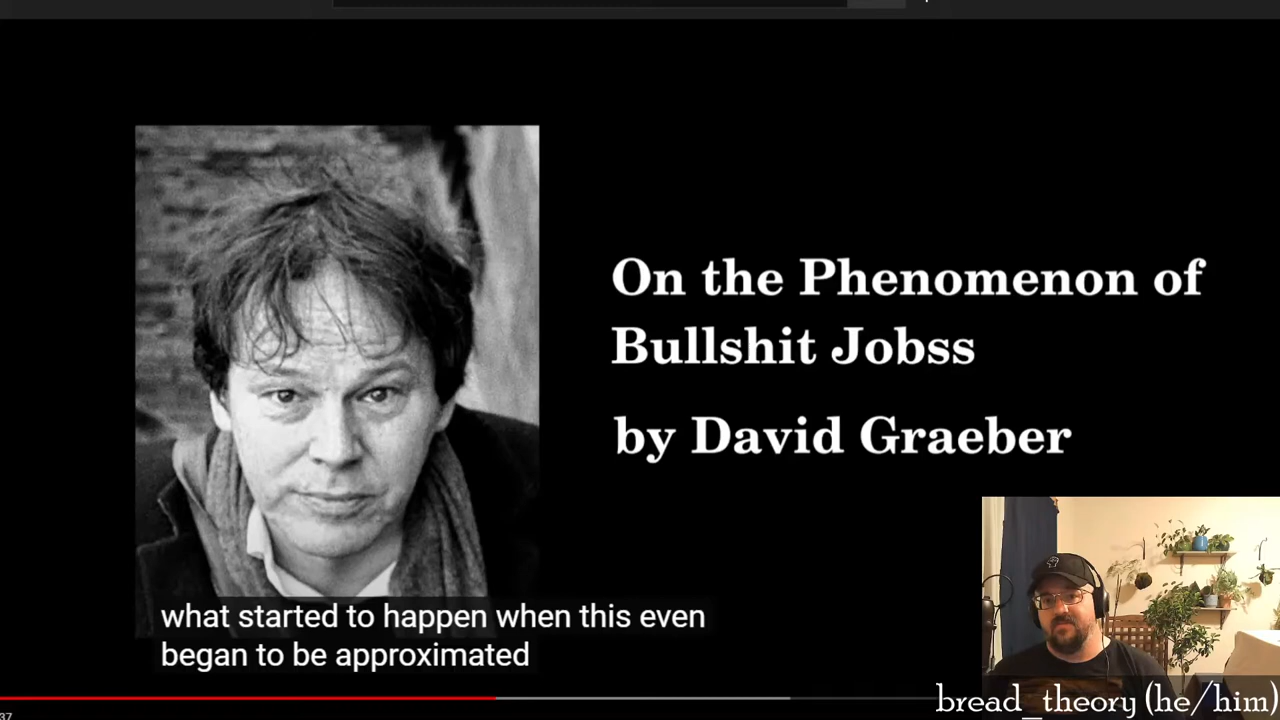 On the Phenomenon of
Bullshit Jobss
by David Graeber
what started to happen when this even
began to be approximated
bread_theory (he/him)
37